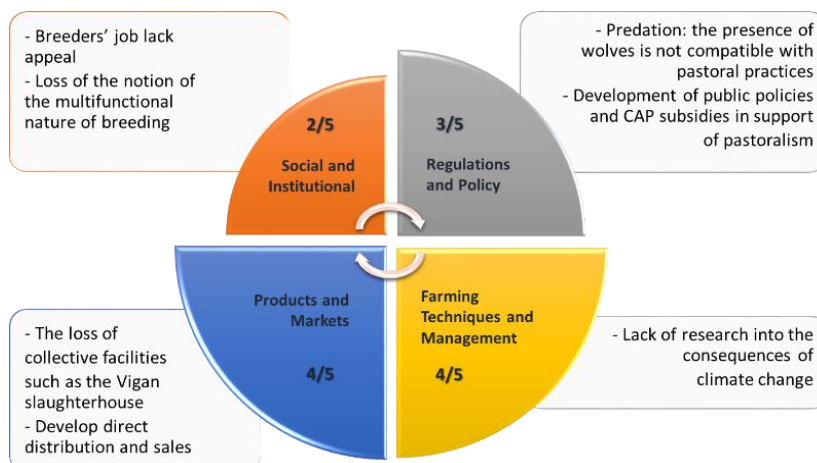 - Breeders' job lack
appeal
- Loss of the notion of
the multifunctional
nature of breeding
- Predation: the presence of
wolves is not compatible with
pastoral practices
- Development of public policies
and CAP subsidies in support
of pastoralism
2/5
Social and
Institutional
3/5
Regulations
and Policy
Products and
Markets
4/5
Farming
Techniques and
Management
4/5
- The loss of
collective facilities
such as the Vigan
slaughterhouse
- Develop direct
distribution and sales
- Lack of research into the
consequences of
climate change